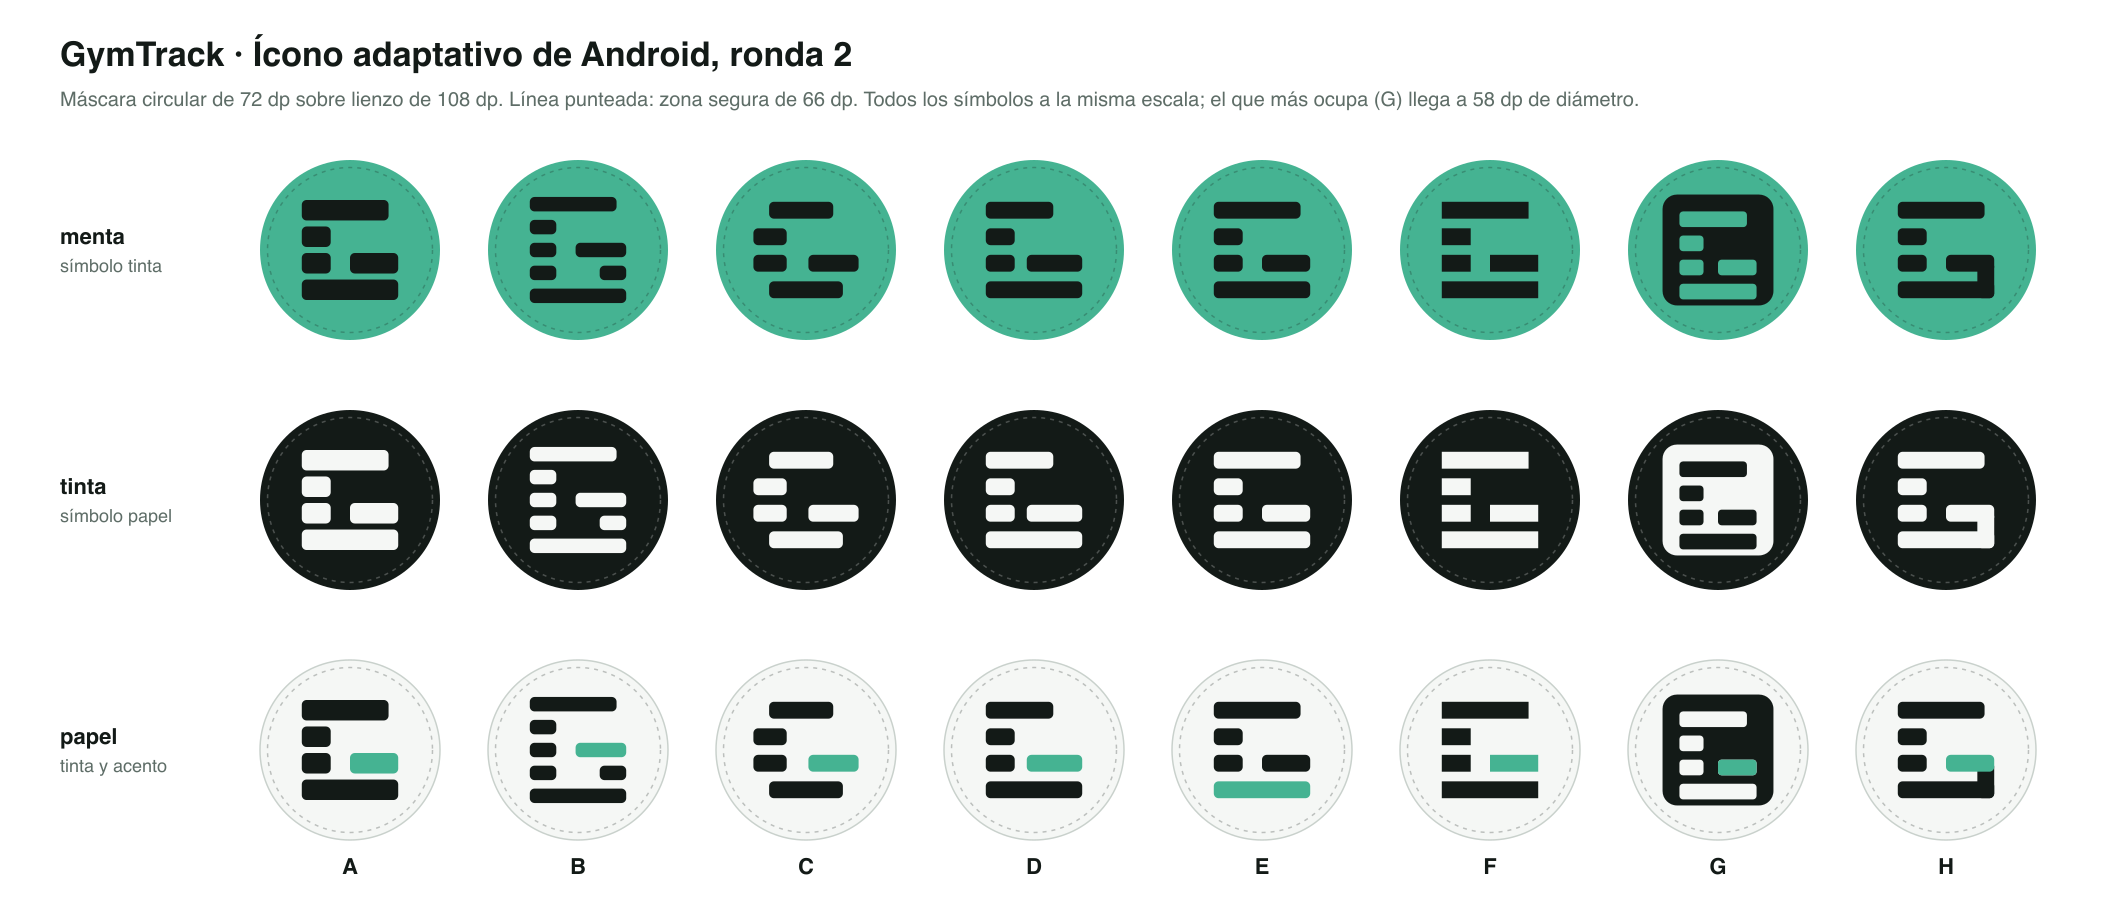 GymTrack · Ícono adaptativo de Android, ronda 2
Máscara circular de 72 dp sobre lienzo de 108 dp. Línea punteada: zona segura de 66 dp. Todos los símbolos a la misma escala; el que más ocupa (G) llega a 58 dp de diámetro.
menta
símbolo tinta
tinta
símbolo papel
papel
tinta y acento
A B C D E F G H